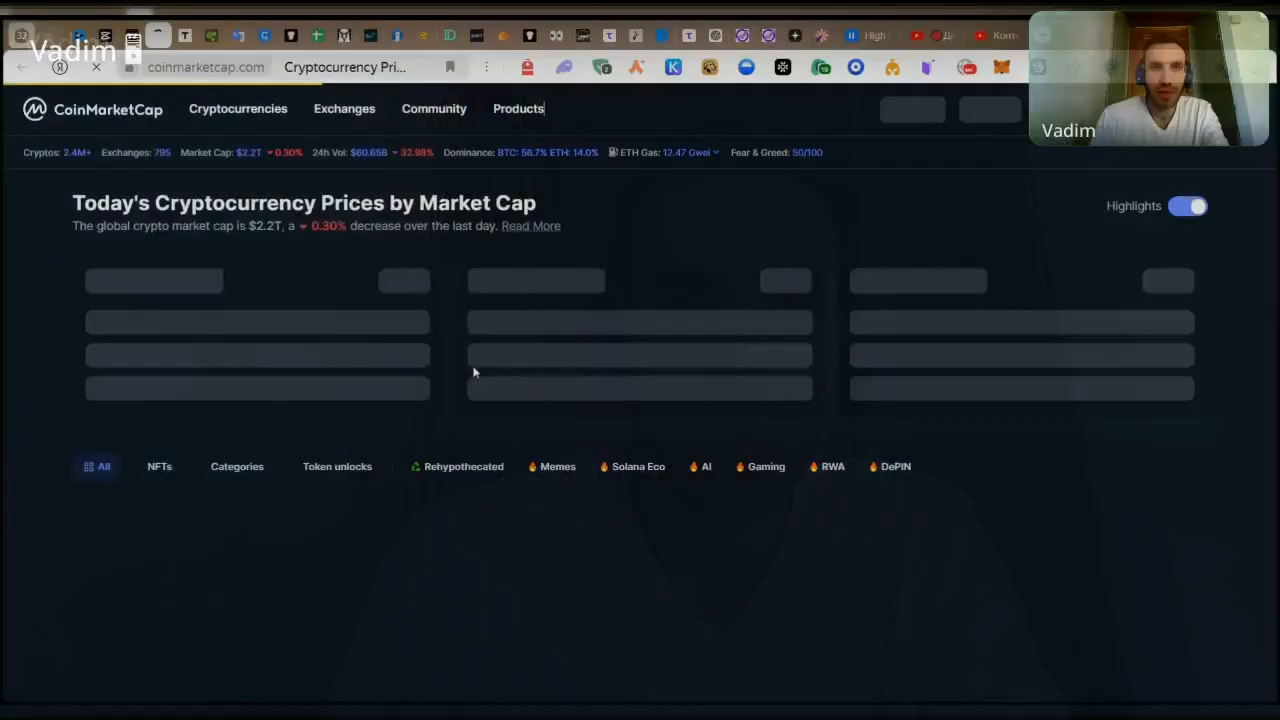 32
Vadim
High
Конт
coinmarketcap.com
Cryptocurrency Pri...
CoinMarketCap
Cryptocurrencies
Exchanges
Community
Products
Vadim
Cryptos: 2.4M+ Exchanges: 795 Market Cap: $2.2T 0.30% 24h Vol: $60.65B 32.98% Dominance: BTC: 56.7% ETH: 14.0% ETH Gas: 12.47 Gwei Fear & Greed: 50/100
Today's Cryptocurrency Prices by Market Cap
Highlights
The global crypto market cap is $2.2T, a 0.30% decrease over the last day. Read More
All
NFTs
Categories
Token unlocks
Rehypothecated
Memes
Solana Eco
AI
Gaming
RWA
DePIN